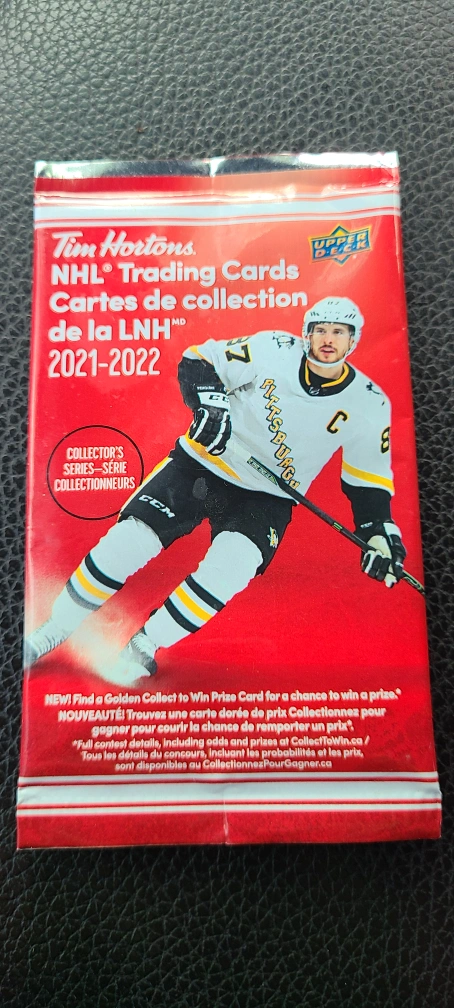 Tim Hortons.
UPPER
D·E·C·K
NHL® Trading Cards
Cartes de collection
de la LNHMD
2021-2022
87
87
PITTSBURGH
C
8
CCM
COLLECTOR'S
SERIES—SÉRIE
COLLECTIONNEURS
CCM
NEW! Find a Golden Collect to Win Prize Card for a chance to win a prize.*
NOUVEAUTÉ! Trouvez une carte dorée de prix Collectionnez pour
gagner pour courir la chance de remporter un prix*.
*Full contest details, including odds and prizes at CollectToWin.ca /
*Tous les détails du concours, incluant les probabilités et les prix,
sont disponibles au CollectionnezPourGagner.ca